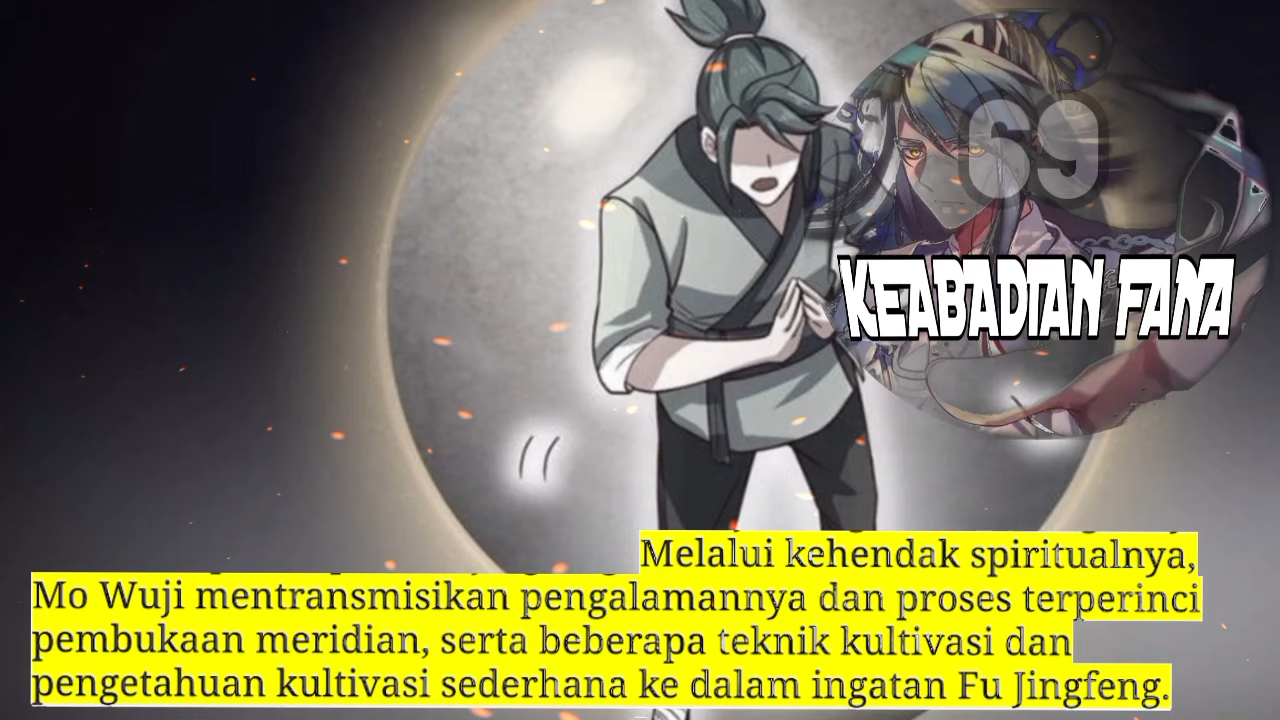 69
KEABADIAN FANA
Melalui kehendak spiritualnya,
Mo Wuji mentransmisikan pengalamannya dan proses terperinci
pembukaan meridian, serta beberapa teknik kultivasi dan
pengetahuan kultivasi sederhana ke dalam ingatan Fu Jingfeng.